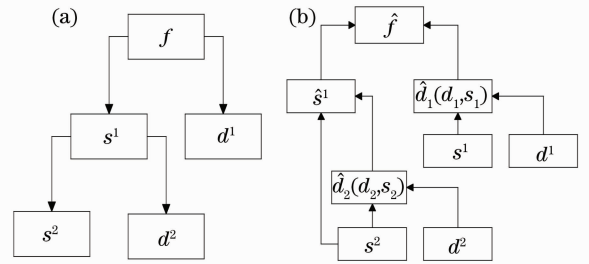 (a)
f
s¹
d¹
s²
d²
(b)
f̂
ŝ¹
d̂₁(d₁,s₁)
s¹
d¹
d̂₂(d₂,s₂)
s²
d²